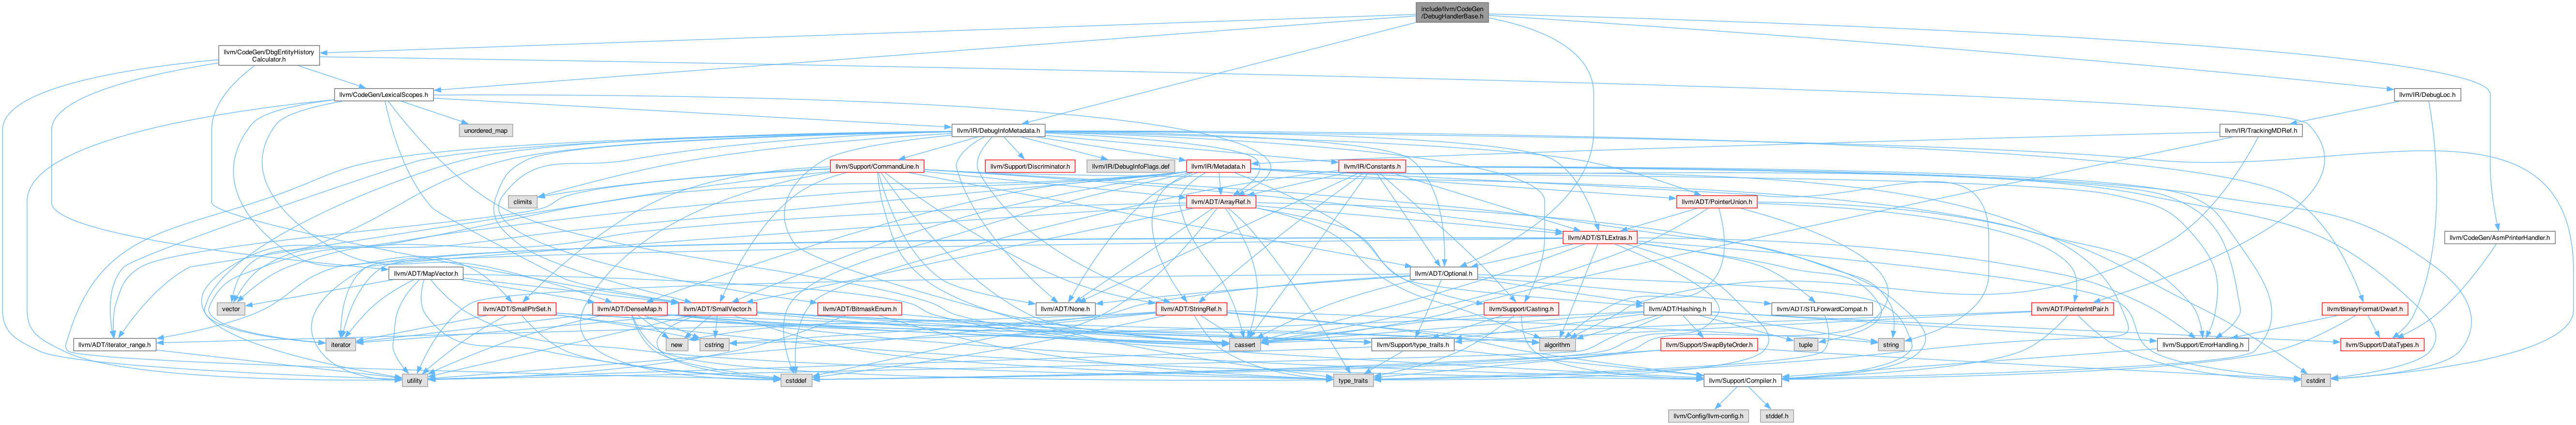 include/llvm/CodeGen
/DebugHandlerBase.h
llvm/CodeGen/DbgEntityHistory
Calculator.h
llvm/CodeGen/LexicalScopes.h
llvm/IR/DebugLoc.h
unordered_map
llvm/IR/DebugInfoMetadata.h
llvm/IR/TrackingMDRef.h
llvm/Support/CommandLine.h
llvm/Support/Discriminator.h
llvm/IR/DebugInfoFlags.def
llvm/IR/Metadata.h
llvm/IR/Constants.h
climits
llvm/ADT/ArrayRef.h
llvm/ADT/PointerUnion.h
llvm/ADT/STLExtras.h
llvm/CodeGen/AsmPrinterHandler.h
llvm/ADT/MapVector.h
llvm/ADT/Optional.h
vector
llvm/ADT/SmallPtrSet.h
llvm/ADT/DenseMap.h
llvm/ADT/SmallVector.h
llvm/ADT/BitmaskEnum.h
llvm/ADT/None.h
llvm/ADT/StringRef.h
llvm/Support/Casting.h
llvm/ADT/Hashing.h
llvm/ADT/STLForwardCompat.h
llvm/ADT/PointerIntPair.h
llvm/BinaryFormat/Dwarf.h
llvm/ADT/iterator_range.h
iterator
new
cstring
cassert
llvm/Support/type_traits.h
algorithm
llvm/Support/SwapByteOrder.h
tuple
string
llvm/Support/ErrorHandling.h
llvm/Support/DataTypes.h
utility
cstddef
type_traits
llvm/Support/Compiler.h
cstdint
llvm/Config/llvm-config.h
stddef.h